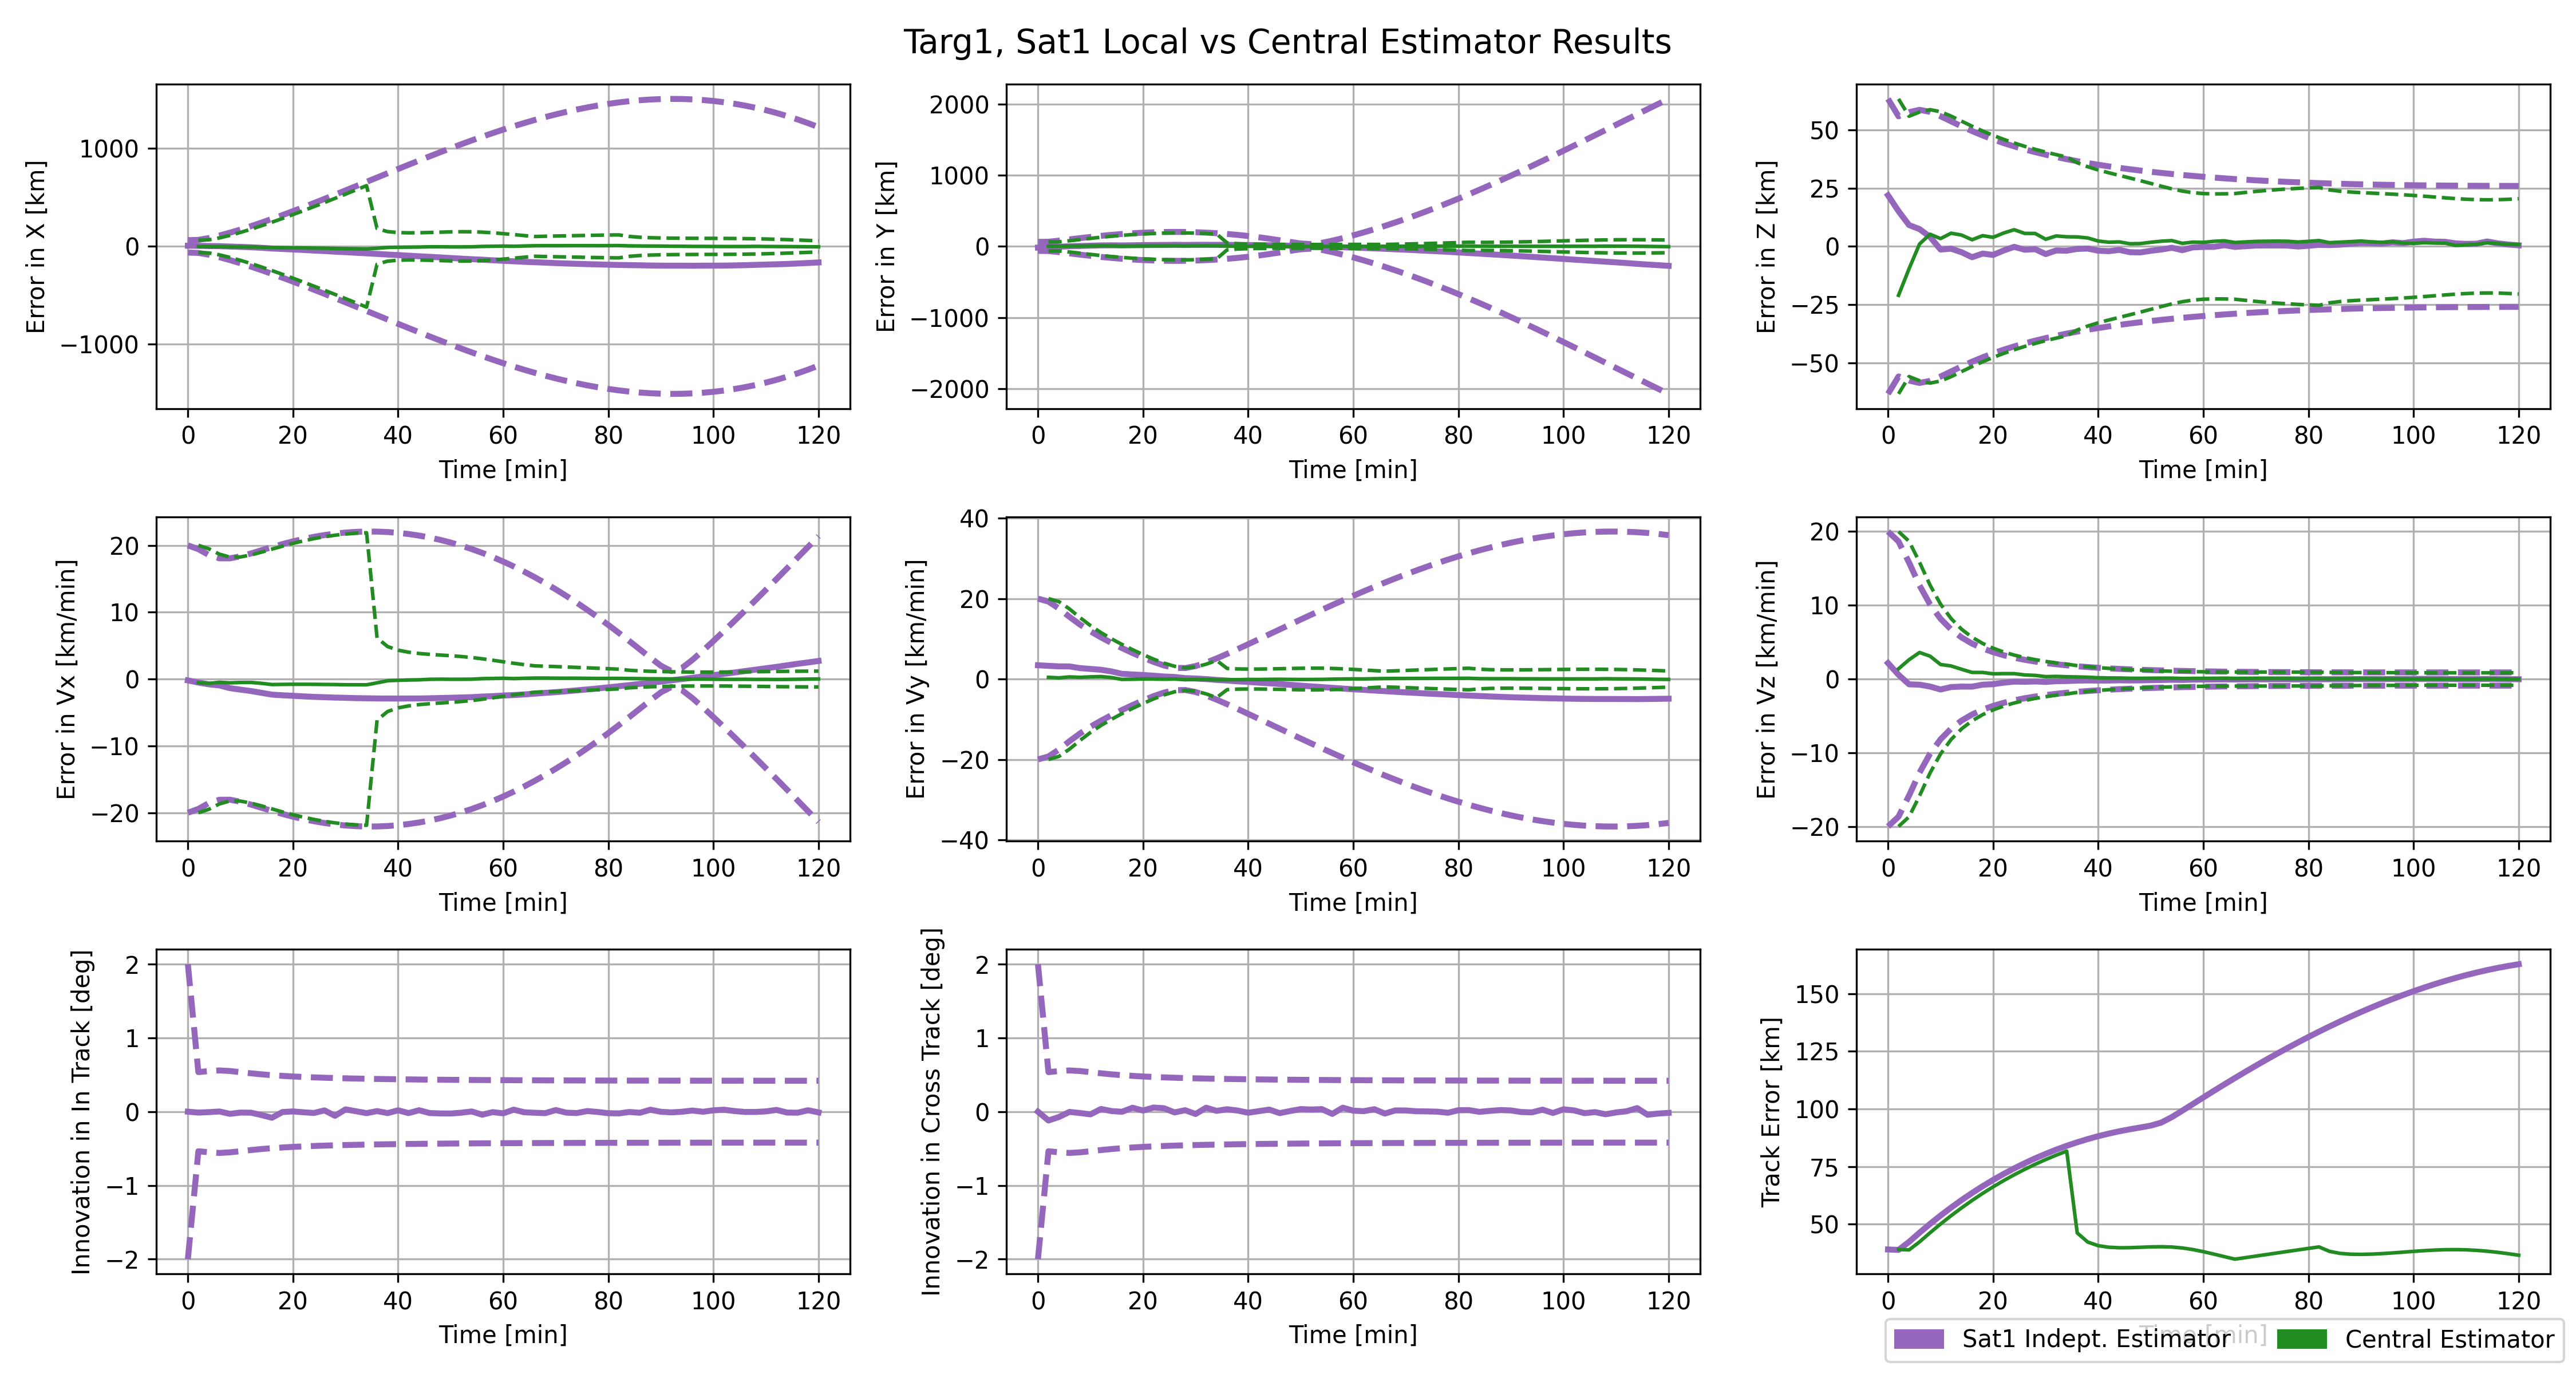 Targ1, Sat1 Local vs Central Estimator Results
Error in X [km]
1000
0
−1000
0 20 40 60 80 100 120
Time [min]
Error in Y [km]
2000
1000
0
−1000
−2000
0 20 40 60 80 100 120
Time [min]
Error in Z [km]
50
25
0
−25
−50
0 20 40 60 80 100 120
Time [min]
Error in Vx [km/min]
20
10
0
−10
−20
0 20 40 60 80 100 120
Time [min]
Error in Vy [km/min]
40
20
0
−20
−40
0 20 40 60 80 100 120
Time [min]
Error in Vz [km/min]
20
10
0
−10
−20
0 20 40 60 80 100 120
Time [min]
Innovation in In Track [deg]
2
1
0
−1
−2
0 20 40 60 80 100 120
Time [min]
Innovation in Cross Track [deg]
2
1
0
−1
−2
0 20 40 60 80 100 120
Time [min]
Track Error [km]
150
125
100
75
50
0 20 40 60 80 100 120
Time [min]
Sat1 Indept. Estimator Central Estimator